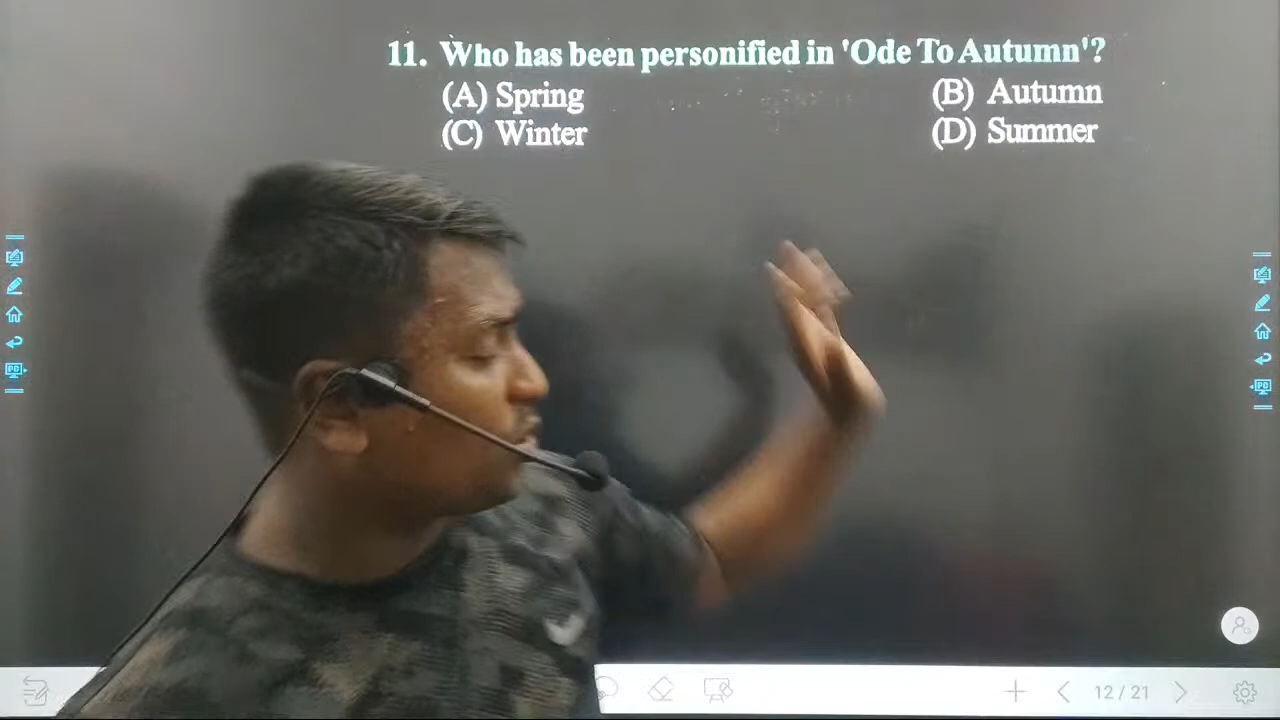 11. Who has been personified in 'Ode To Autumn'?
(A) Spring (B) Autumn
(C) Winter (D) Summer
12 / 21